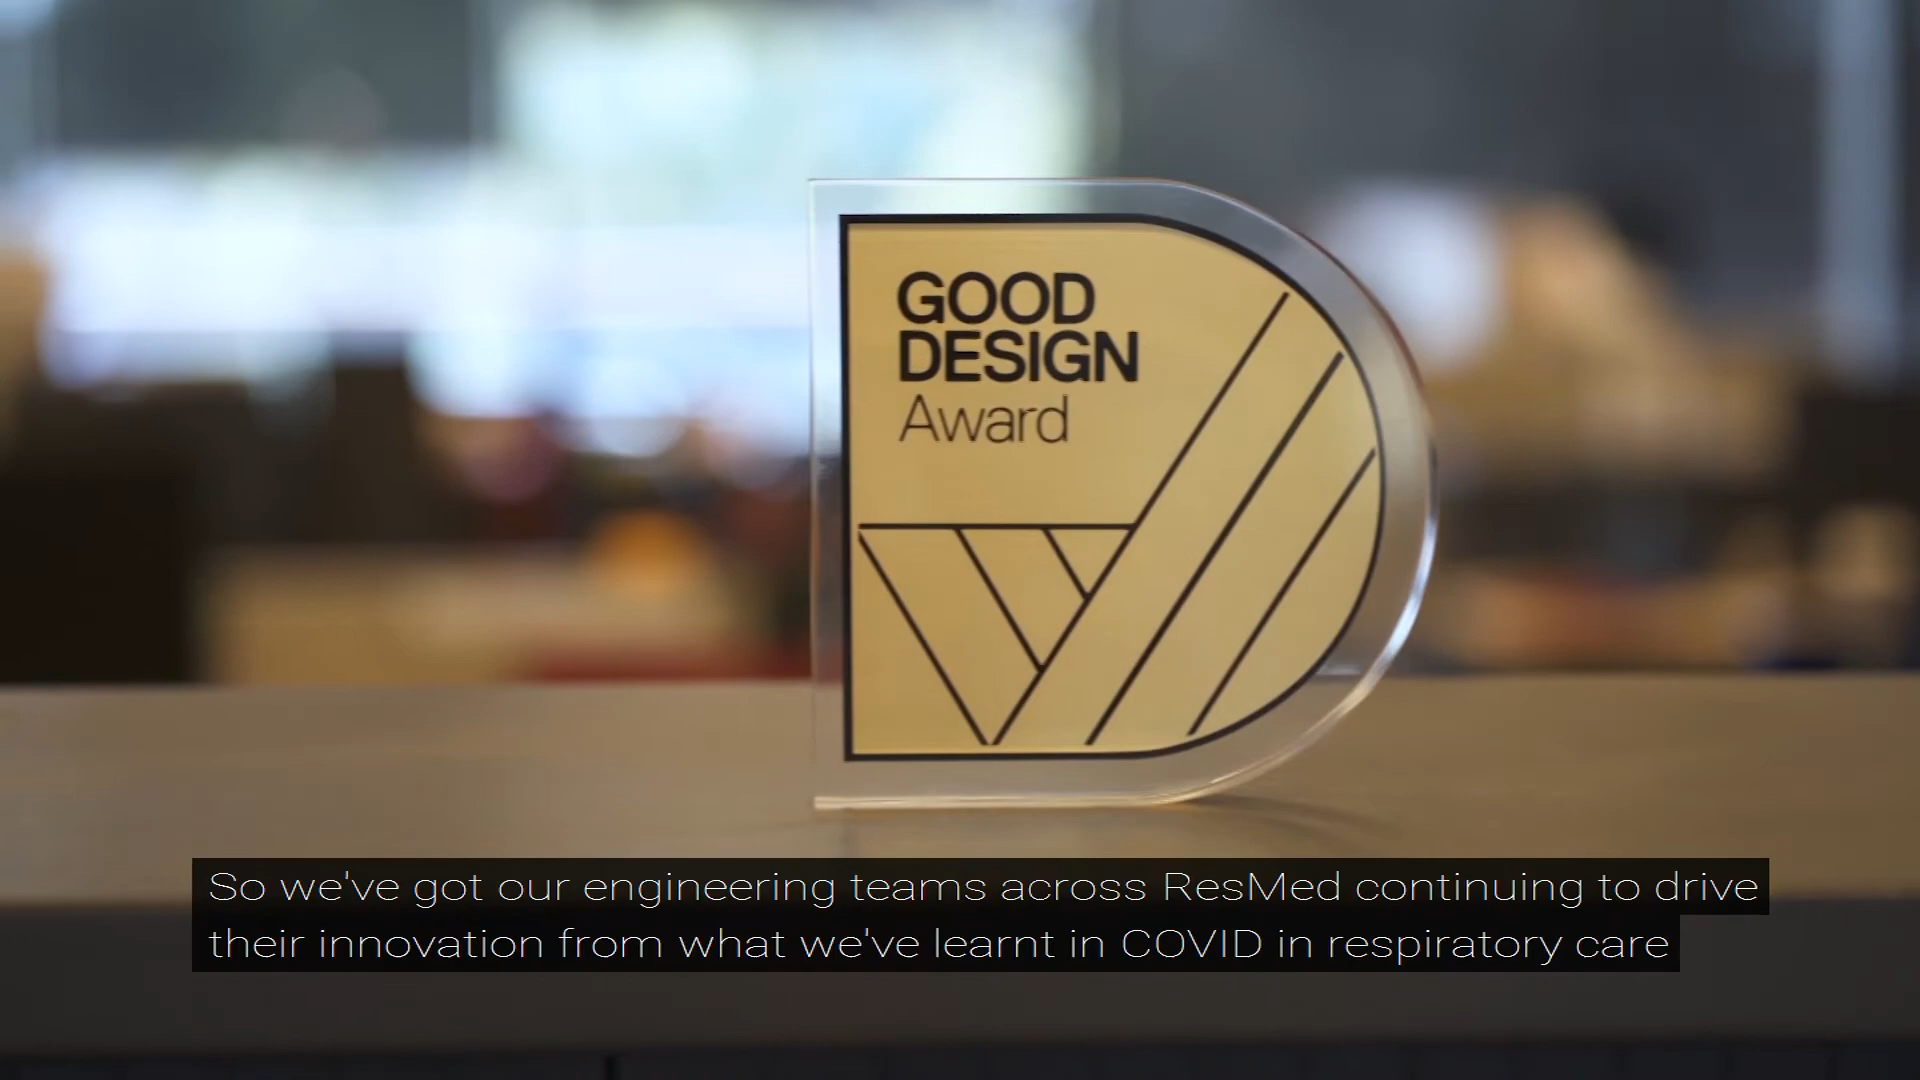 GOOD
DESIGN
Award
So we've got our engineering teams across ResMed continuing to drive
their innovation from what we've learnt in COVID in respiratory care